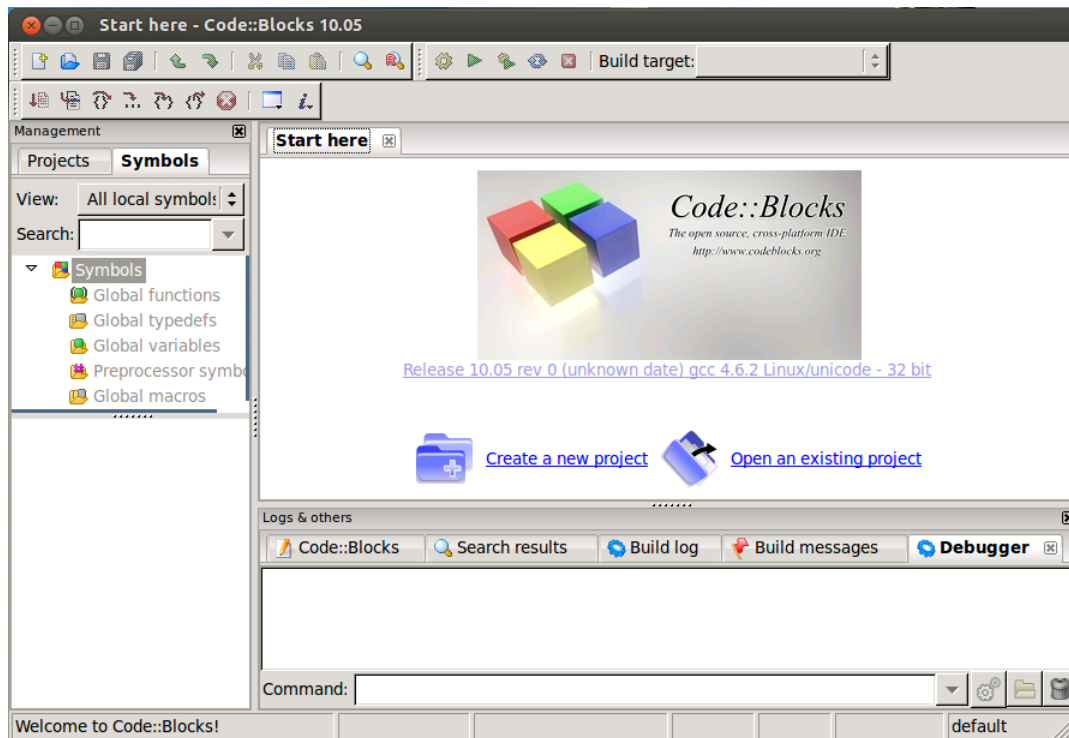 Start here - Code::Blocks 10.05
Build target:
Management
Projects Symbols
View: All local symbols
Search:
Symbols
Global functions
Global typedefs
Global variables
Preprocessor symbo
Global macros
Start here
Code::Blocks
The open source, cross-platform IDE
http://www.codeblocks.org
Release 10.05 rev 0 (unknown date) gcc 4.6.2 Linux/unicode - 32 bit
Create a new project Open an existing project
Logs & others
Code::Blocks Search results Build log Build messages Debugger
Command:
Welcome to Code::Blocks! default